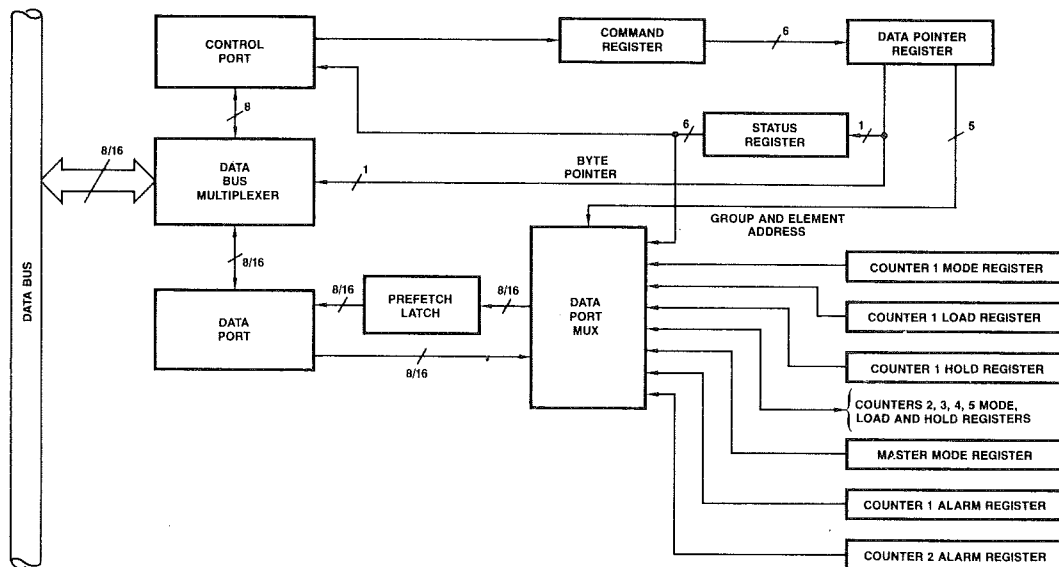 CONTROL
PORT
COMMAND
REGISTER
6
DATA POINTER
REGISTER
8
6
STATUS
REGISTER
1
5
8/16
DATA
BUS
MULTIPLEXER
1
BYTE
POINTER
GROUP AND ELEMENT
ADDRESS
8/16
DATA BUS
DATA
PORT
8/16
PREFETCH
LATCH
8/16
8/16
DATA
PORT
MUX
COUNTER 1 MODE REGISTER
COUNTER 1 LOAD REGISTER
COUNTER 1 HOLD REGISTER
COUNTERS 2, 3, 4, 5 MODE,
LOAD AND HOLD REGISTERS
MASTER MODE REGISTER
COUNTER 1 ALARM REGISTER
COUNTER 2 ALARM REGISTER